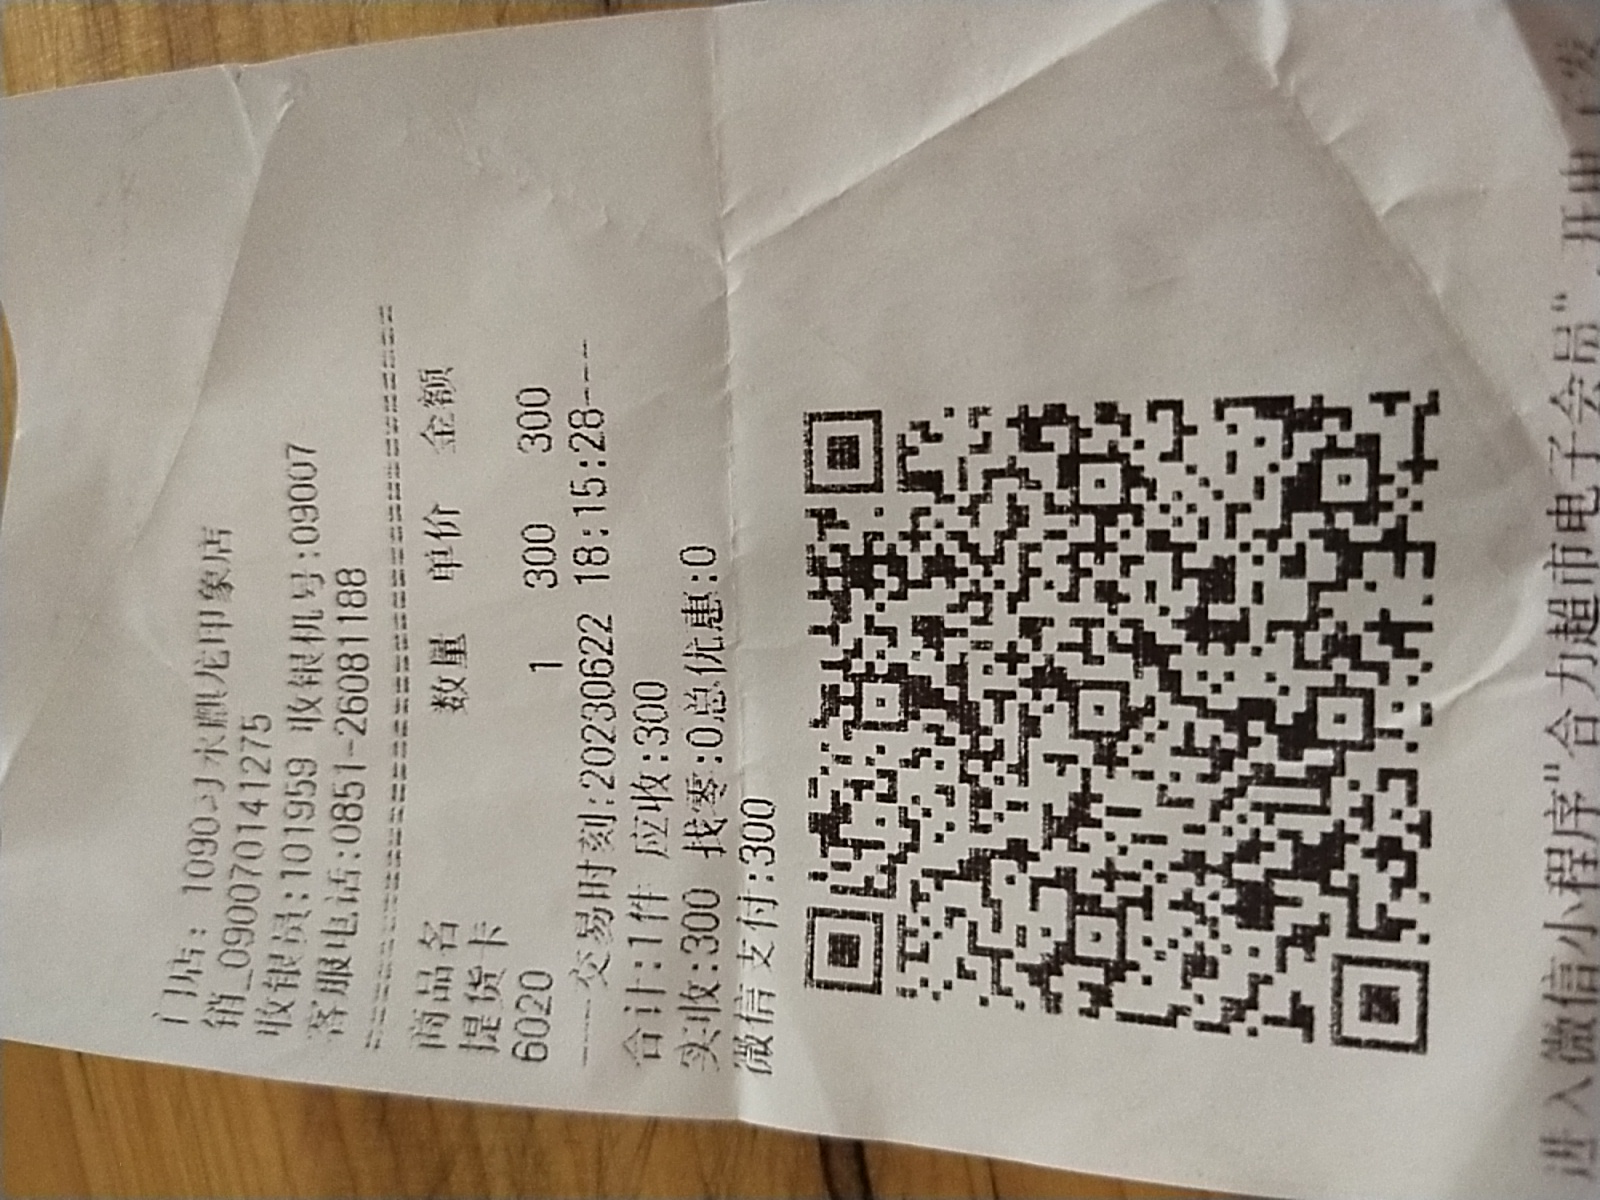 门店: 1090习水麒龙印象店
销_090070141275
收银员:101959 收银机号:09007
客服电话:0851-26081188
商品名 数量 单价 金额
提货卡
6020 1 300 300
----交易时刻:20230622 18:15:28----
合计:1件 应收:300
实收:300 找零:0总优惠:0
微信支付:300
进入微信小程序"合力超市电子会员",开电子发